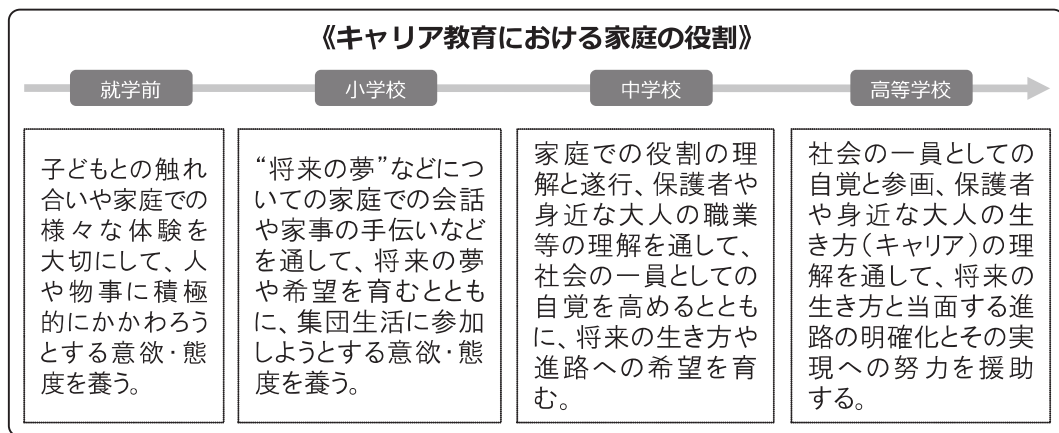 《キャリア教育における家庭の役割》
就学前
小学校
中学校
高等学校
子どもとの触れ
合いや家庭での
様々な体験を
大切にして、人
や物事に積極
的にかかわろう
とする意欲・態
度を養う。
“将来の夢”などにつ
いての家庭での会話
や家事の手伝いなど
を通して、将来の夢
や希望を育むととも
に、集団生活に参加
しようとする意欲・態
度を養う。
家庭での役割の理
解と遂行、保護者や
身近な大人の職業
等の理解を通して、
社会の一員としての
自覚を高めるととも
に、将来の生き方や
進路への希望を育
む。
社会の一員としての
自覚と参画、保護者
や身近な大人の生
き方（キャリア）の理
解を通して、将来の
生き方と当面する進
路の明確化とその実
現への努力を援助
する。